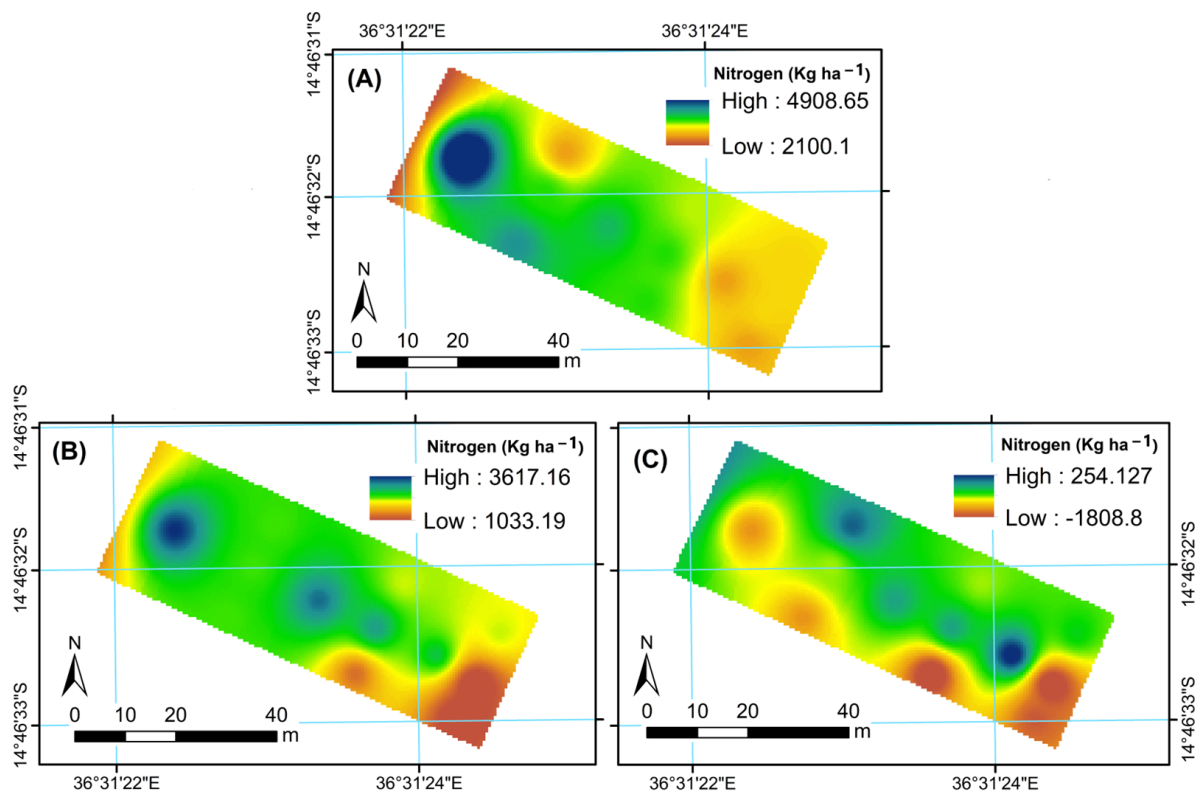 36°31'22"E 36°31'24"E
14°46'31"S
14°46'32"S
14°46'33"S
(A)
Nitrogen (Kg ha⁻¹)
High : 4908.65
Low : 2100.1
N
0 10 20 40
m
14°46'31"S
14°46'32"S
14°46'33"S
(B)
Nitrogen (Kg ha⁻¹)
High : 3617.16
Low : 1033.19
N
0 10 20 40
m
36°31'22"E 36°31'24"E
(C)
Nitrogen (Kg ha⁻¹)
High : 254.127
Low : -1808.8
N
0 10 20 40
m
14°46'32"S
14°46'33"S
36°31'22"E 36°31'24"E